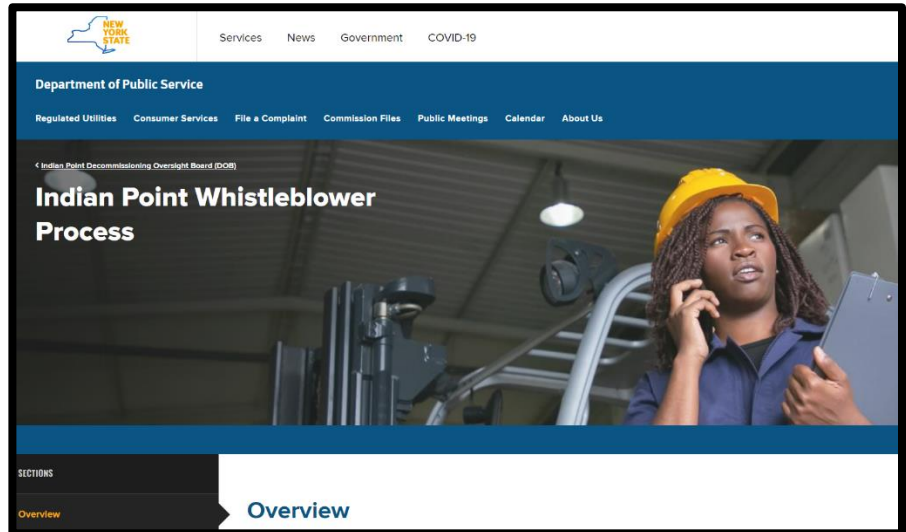 NEW
YORK
STATE
Services News Government COVID-19
Department of Public Service
Regulated Utilities Consumer Services File a Complaint Commission Files Public Meetings Calendar About Us
< Indian Point Decommissioning Oversight Board (DOB)
Indian Point Whistleblower
Process
SECTIONS
Overview
Overview